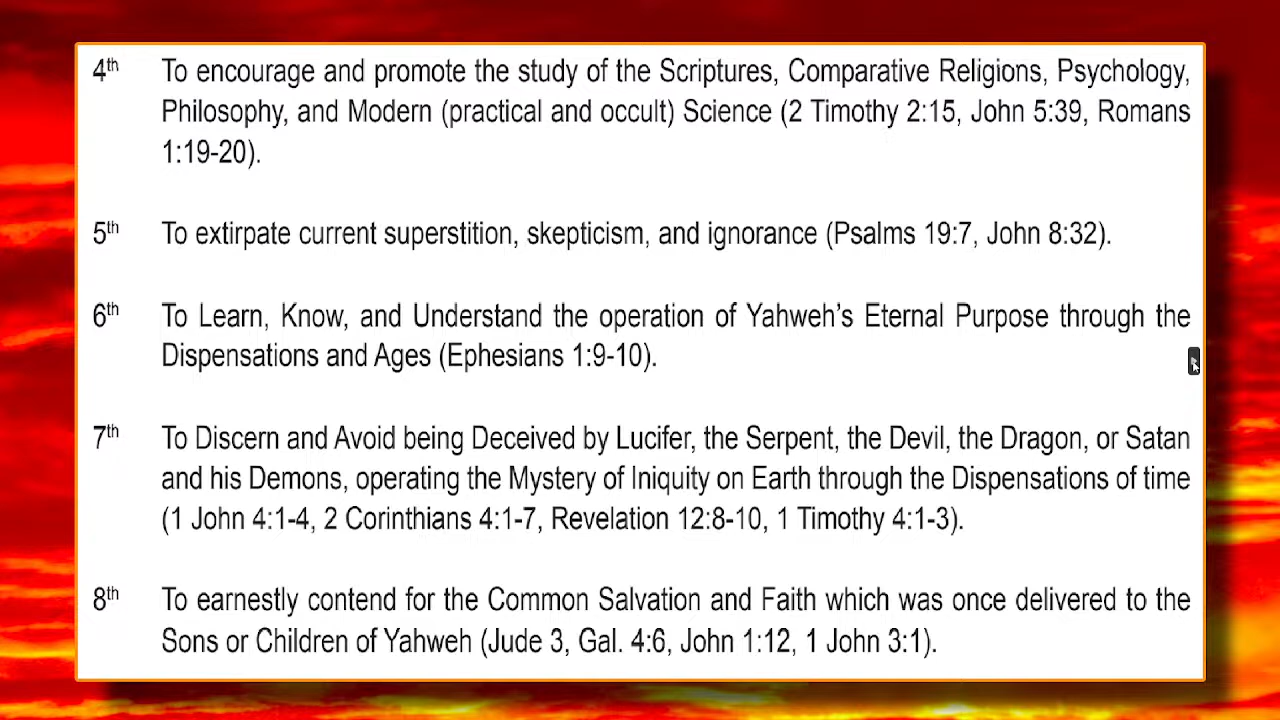 4th To encourage and promote the study of the Scriptures, Comparative Religions, Psychology,
Philosophy, and Modern (practical and occult) Science (2 Timothy 2:15, John 5:39, Romans
1:19-20).
5th To extirpate current superstition, skepticism, and ignorance (Psalms 19:7, John 8:32).
6th To Learn, Know, and Understand the operation of Yahweh’s Eternal Purpose through the
Dispensations and Ages (Ephesians 1:9-10).
7th To Discern and Avoid being Deceived by Lucifer, the Serpent, the Devil, the Dragon, or Satan
and his Demons, operating the Mystery of Iniquity on Earth through the Dispensations of time
(1 John 4:1-4, 2 Corinthians 4:1-7, Revelation 12:8-10, 1 Timothy 4:1-3).
8th To earnestly contend for the Common Salvation and Faith which was once delivered to the
Sons or Children of Yahweh (Jude 3, Gal. 4:6, John 1:12, 1 John 3:1).